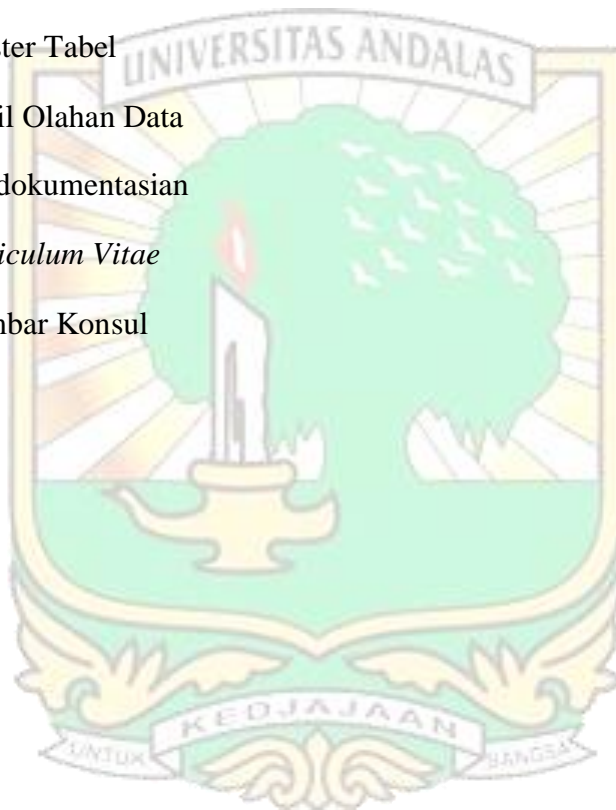 ter Tabel
UNIVERSITAS ANDALAS
il Olahan Data
dokumentasian
iculum Vitae
nbar Konsul
KEDJAJAAN
UNTUK
BANGSA